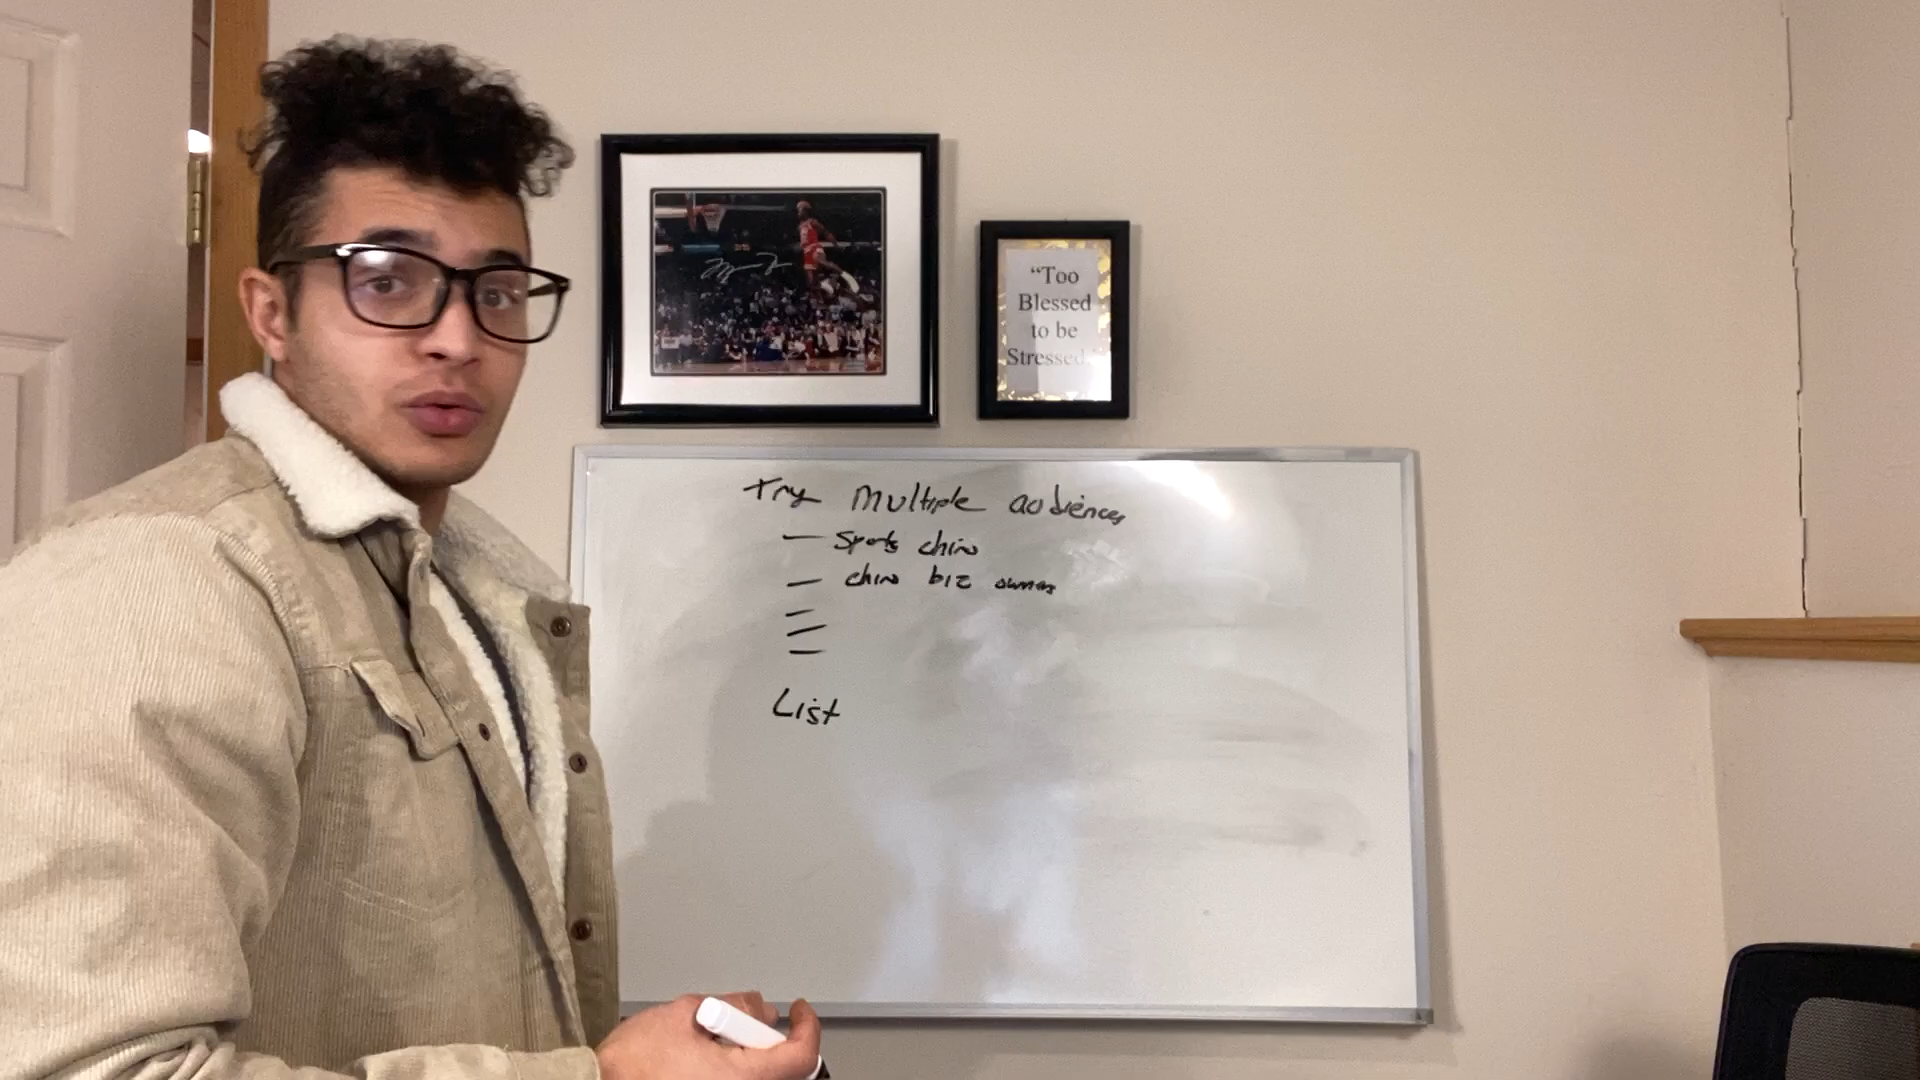 “Too
Blessed
to be
Stressed.”
Try Multiple audiences
— Sports chiro
— chiro biz owners
—
—
—
List